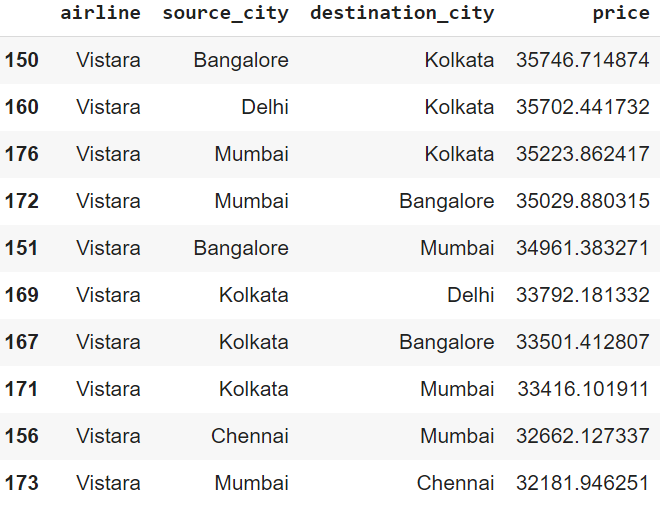 airline source_city destination_city price
150 Vistara Bangalore Kolkata 35746.714874
160 Vistara Delhi Kolkata 35702.441732
176 Vistara Mumbai Kolkata 35223.862417
172 Vistara Mumbai Bangalore 35029.880315
151 Vistara Bangalore Mumbai 34961.383271
169 Vistara Kolkata Delhi 33792.181332
167 Vistara Kolkata Bangalore 33501.412807
171 Vistara Kolkata Mumbai 33416.101911
156 Vistara Chennai Mumbai 32662.127337
173 Vistara Mumbai Chennai 32181.946251